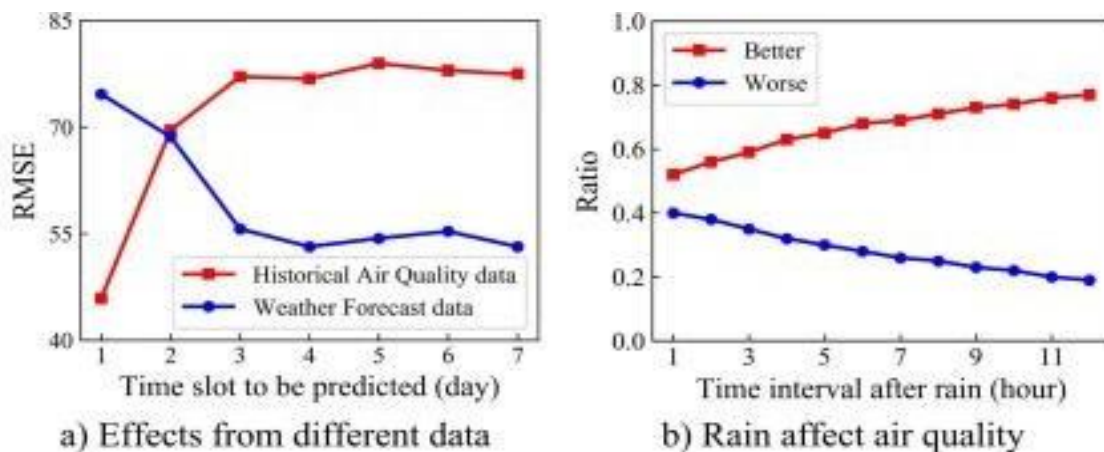 85
70
55
40
RMSE
Historical Air Quality data
Weather Forecast data
1 2 3 4 5 6 7
Time slot to be predicted (day)
a) Effects from different data
1.0
0.8
0.6
0.4
0.2
0.0
Ratio
Better
Worse
1 3 5 7 9 11
Time interval after rain (hour)
b) Rain affect air quality